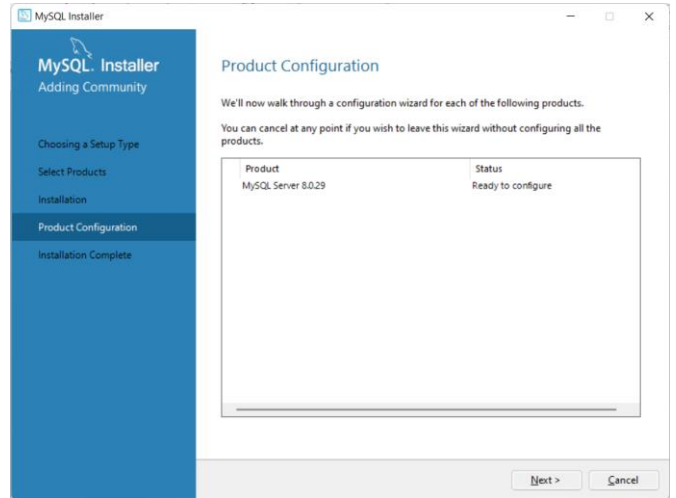 MySQL Installer
MySQL. Installer
Adding Community
Choosing a Setup Type
Select Products
Installation
Product Configuration
Installation Complete
Product Configuration
We'll now walk through a configuration wizard for each of the following products.
You can cancel at any point if you wish to leave this wizard without configuring all the
products.
Product Status
MySQL Server 8.0.29 Ready to configure
Next > Cancel